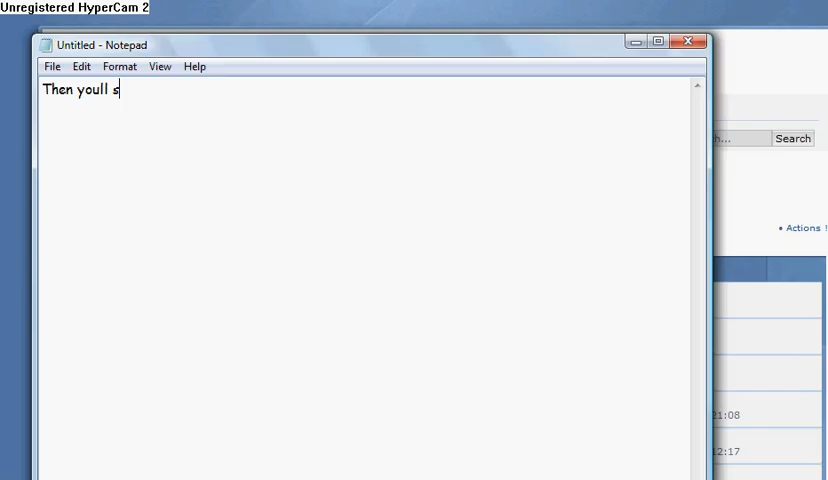 Unregistered HyperCam 2
Untitled - Notepad
File Edit Format View Help
Then youll s
h... Search
• Actions !
21:08
12:17